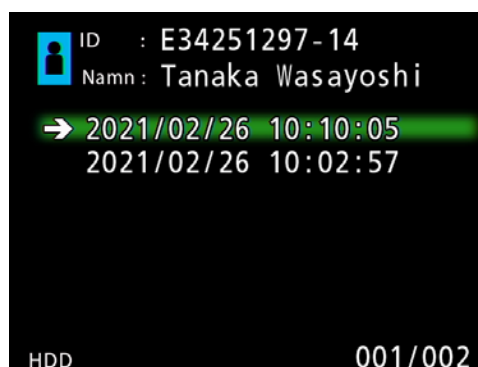 ID : E34251297-14
Namn : Tanaka Wasayoshi
→ 2021/02/26 10:10:05
2021/02/26 10:02:57
HDD 001/002